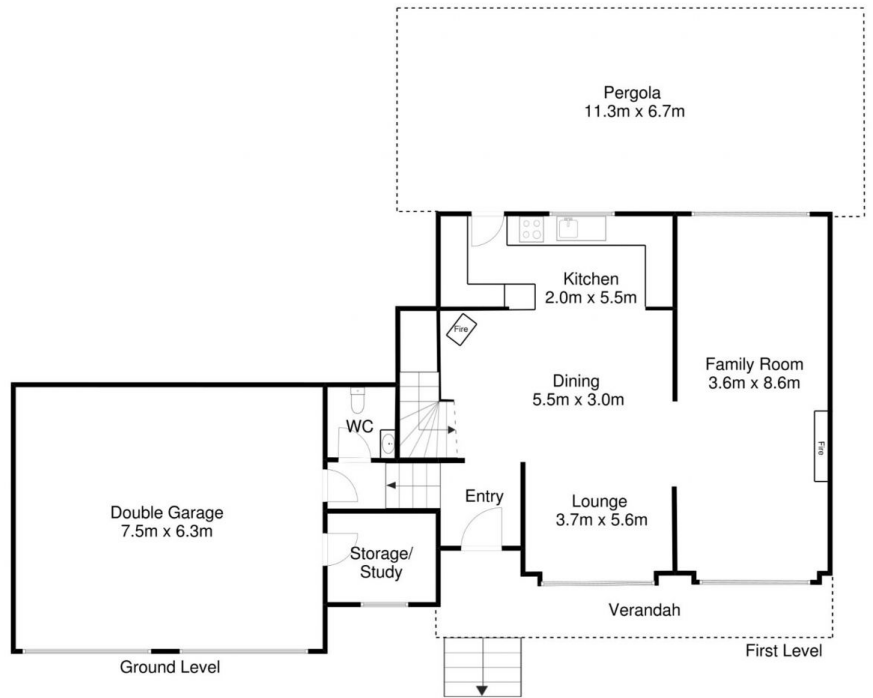 Pergola
11.3m x 6.7m
Kitchen
2.0m x 5.5m
Fire
Dining
5.5m x 3.0m
Family Room
3.6m x 8.6m
Fire
WC
Entry
Lounge
3.7m x 5.6m
Double Garage
7.5m x 6.3m
Storage/
Study
Verandah
First Level
Ground Level